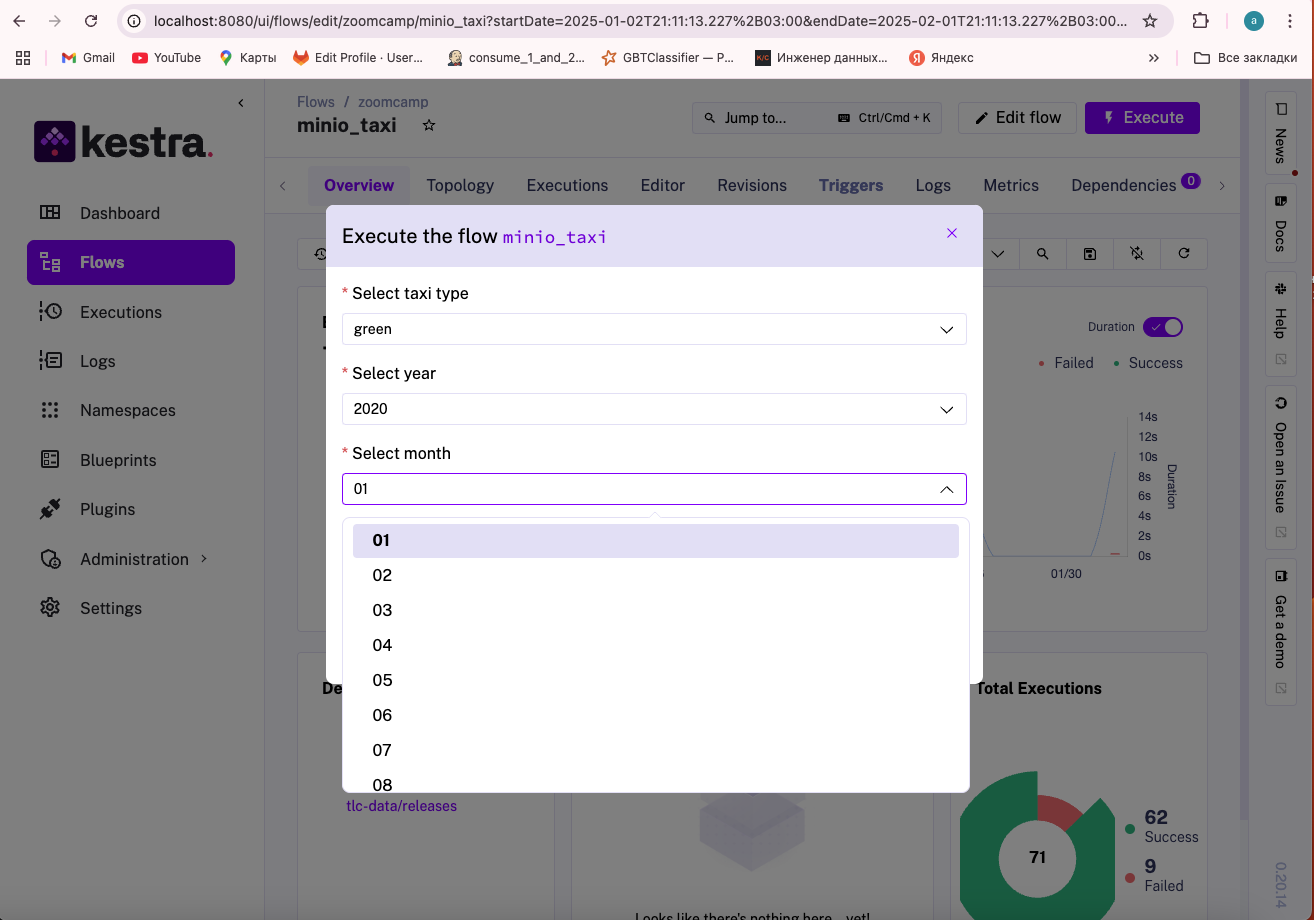 localhost:8080/ui/flows/edit/zoomcamp/minio_taxi?startDate=2025-01-02T21:11:13.227%2B03:00&endDate=2025-02-01T21:11:13.227%2B03:00...
a
Gmail
YouTube
Карты
Edit Profile · User...
consume_1_and_2...
GBTClassifier — P...
K/C
Инженер данных...
Я
Яндекс
»
Все закладки
kestra.
Dashboard
Flows
Executions
Logs
Namespaces
Blueprints
Plugins
Administration
Settings
Flows / zoomcamp
minio_taxi
Jump to...
Ctrl/Cmd + K
Edit flow
Execute
Overview
Topology
Executions
Editor
Revisions
Triggers
Logs
Metrics
Dependencies 0
Execute the flow minio_taxi
* Select taxi type
green
* Select year
2020
* Select month
01
01
02
03
04
05
06
07
08
Duration
Failed
Success
14s
12s
10s
8s
6s
4s
2s
0s
Duration
01/30
De
tlc-data/releases
Looks like there's nothing here... yet!
Total Executions
71
62
Success
9
Failed
News
Docs
Help
Open an Issue
Get a demo
0.20.14